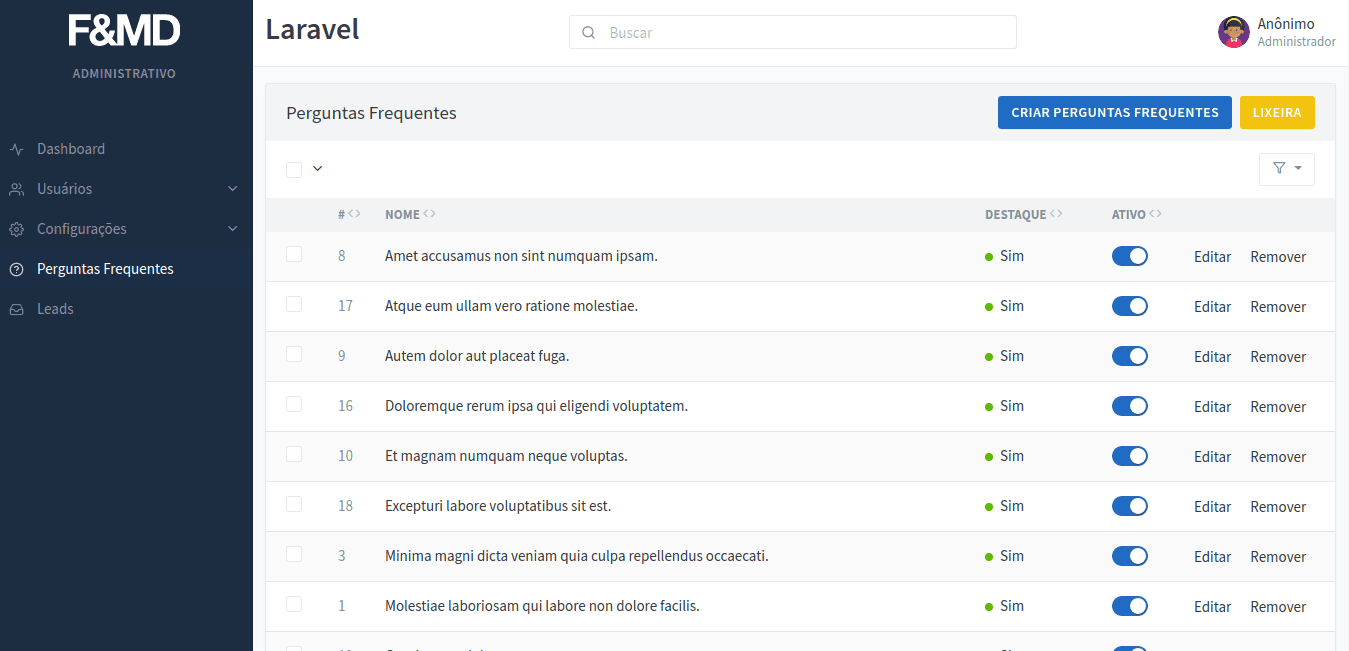 F&MD
ADMINISTRATIVO
Dashboard
Usuários
Configurações
Perguntas Frequentes
Leads
Laravel
Buscar
Anônimo
Administrador
Perguntas Frequentes
CRIAR PERGUNTAS FREQUENTES
LIXEIRA
# NOME DESTAQUE ATIVO
8 Amet accusamus non sint numquam ipsam. Sim Editar Remover
17 Atque eum ullam vero ratione molestiae. Sim Editar Remover
9 Autem dolor aut placeat fuga. Sim Editar Remover
16 Doloremque rerum ipsa qui eligendi voluptatem. Sim Editar Remover
10 Et magnam numquam neque voluptas. Sim Editar Remover
18 Excepturi labore voluptatibus sit est. Sim Editar Remover
3 Minima magni dicta veniam quia culpa repellendus occaecati. Sim Editar Remover
1 Molestiae laboriosam qui labore non dolore facilis. Sim Editar Remover